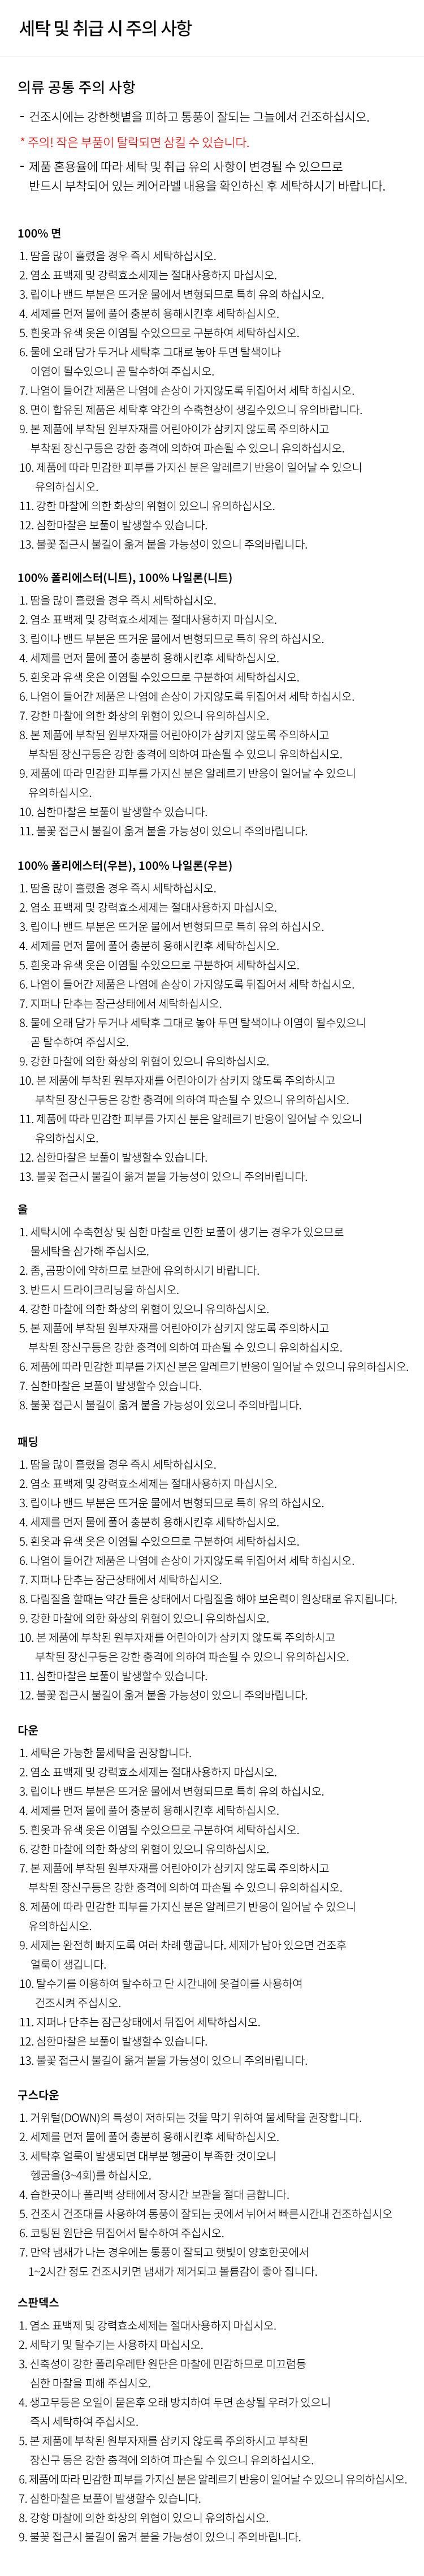 세탁 및 취급 시 주의 사항
의류 공통 주의 사항
- 건조시에는 강한햇볕을 피하고 통풍이 잘되는 그늘에서 건조하십시오.
* 주의! 작은 부품이 탈락되면 삼킬 수 있습니다.
- 제품 혼용율에 따라 세탁 및 취급 유의 사항이 변경될 수 있으므로
반드시 부착되어 있는 케어라벨 내용을 확인하신 후 세탁하시기 바랍니다.
100% 면
1. 땀을 많이 흘렸을 경우 즉시 세탁하십시오.
2. 염소 표백제 및 강력효소세제는 절대사용하지 마십시오.
3. 립이나 밴드 부분은 뜨거운 물에서 변형되므로 특히 유의 하십시오.
4. 세제를 먼저 물에 풀어 충분히 용해시킨후 세탁하십시오.
5. 흰옷과 유색 옷은 이염될 수있으므로 구분하여 세탁하십시오.
6. 물에 오래 담가 두거나 세탁후 그대로 놓아 두면 탈색이나
이염이 될수있으니 곧 탈수하여 주십시오.
7. 나염이 들어간 제품은 나염에 손상이 가지않도록 뒤집어서 세탁 하십시오.
8. 면이 합유된 제품은 세탁후 약간의 수축현상이 생길수있으니 유의바랍니다.
9. 본 제품에 부착된 원부자재를 어린아이가 삼키지 않도록 주의하시고
부착된 장신구등은 강한 충격에 의하여 파손될 수 있으니 유의하십시오.
10. 제품에 따라 민감한 피부를 가지신 분은 알레르기 반응이 일어날 수 있으니
유의하십시오.
11. 강한 마찰에 의한 화상의 위험이 있으니 유의하십시오.
12. 심한마찰은 보풀이 발생할수 있습니다.
13. 불꽃 접근시 불길이 옮겨 붙을 가능성이 있으니 주의바립니다.
100% 폴리에스터(니트), 100% 나일론(니트)
1. 땀을 많이 흘렸을 경우 즉시 세탁하십시오.
2. 염소 표백제 및 강력효소세제는 절대사용하지 마십시오.
3. 립이나 밴드 부분은 뜨거운 물에서 변형되므로 특히 유의 하십시오.
4. 세제를 먼저 물에 풀어 충분히 용해시킨후 세탁하십시오.
5. 흰옷과 유색 옷은 이염될 수있으므로 구분하여 세탁하십시오.
6. 나염이 들어간 제품은 나염에 손상이 가지않도록 뒤집어서 세탁 하십시오.
7. 강한 마찰에 의한 화상의 위험이 있으니 유의하십시오.
8. 본 제품에 부착된 원부자재를 어린아이가 삼키지 않도록 주의하시고
부착된 장신구등은 강한 충격에 의하여 파손될 수 있으니 유의하십시오.
9. 제품에 따라 민감한 피부를 가지신 분은 알레르기 반응이 일어날 수 있으니
유의하십시오.
10. 심한마찰은 보풀이 발생할수 있습니다.
11. 불꽃 접근시 불길이 옮겨 붙을 가능성이 있으니 주의바립니다.
100% 폴리에스터(우븐), 100% 나일론(우븐)
1. 땀을 많이 흘렸을 경우 즉시 세탁하십시오.
2. 염소 표백제 및 강력효소세제는 절대사용하지 마십시오.
3. 립이나 밴드 부분은 뜨거운 물에서 변형되므로 특히 유의 하십시오.
4. 세제를 먼저 물에 풀어 충분히 용해시킨후 세탁하십시오.
5. 흰옷과 유색 옷은 이염될 수있으므로 구분하여 세탁하십시오.
6. 나염이 들어간 제품은 나염에 손상이 가지않도록 뒤집어서 세탁 하십시오.
7. 지퍼나 단추는 잠근상태에서 세탁하십시오.
8. 물에 오래 담가 두거나 세탁후 그대로 놓아 두면 탈색이나 이염이 될수있으니
곧 탈수하여 주십시오.
9. 강한 마찰에 의한 화상의 위험이 있으니 유의하십시오.
10. 본 제품에 부착된 원부자재를 어린아이가 삼키지 않도록 주의하시고
부착된 장신구등은 강한 충격에 의하여 파손될 수 있으니 유의하십시오.
11. 제품에 따라 민감한 피부를 가지신 분은 알레르기 반응이 일어날 수 있으니
유의하십시오.
12. 심한마찰은 보풀이 발생할수 있습니다.
13. 불꽃 접근시 불길이 옮겨 붙을 가능성이 있으니 주의바립니다.
울
1. 세탁시에 수축현상 및 심한 마찰로 인한 보풀이 생기는 경우가 있으므로
물세탁을 삼가해 주십시오.
2. 좀, 곰팡이에 약하므로 보관에 유의하시기 바랍니다.
3. 반드시 드라이크리닝을 하십시오.
4. 강한 마찰에 의한 화상의 위험이 있으니 유의하십시오.
5. 본 제품에 부착된 원부자재를 어린아이가 삼키지 않도록 주의하시고
부착된 장신구등은 강한 충격에 의하여 파손될 수 있으니 유의하십시오.
6. 제품에 따라 민감한 피부를 가지신 분은 알레르기 반응이 일어날 수 있으니 유의하십시오.
7. 심한마찰은 보풀이 발생할수 있습니다.
8. 불꽃 접근시 불길이 옮겨 붙을 가능성이 있으니 주의바립니다.
패딩
1. 땀을 많이 흘렸을 경우 즉시 세탁하십시오.
2. 염소 표백제 및 강력효소세제는 절대사용하지 마십시오.
3. 립이나 밴드 부분은 뜨거운 물에서 변형되므로 특히 유의 하십시오.
4. 세제를 먼저 물에 풀어 충분히 용해시킨후 세탁하십시오.
5. 흰옷과 유색 옷은 이염될 수있으므로 구분하여 세탁하십시오.
6. 나염이 들어간 제품은 나염에 손상이 가지않도록 뒤집어서 세탁 하십시오.
7. 지퍼나 단추는 잠근상태에서 세탁하십시오.
8. 다림질을 할때는 약간 들은 상태에서 다림질을 해야 보온력이 원상태로 유지됩니다.
9. 강한 마찰에 의한 화상의 위험이 있으니 유의하십시오.
10. 본 제품에 부착된 원부자재를 어린아이가 삼키지 않도록 주의하시고
부착된 장신구등은 강한 충격에 의하여 파손될 수 있으니 유의하십시오.
11. 심한마찰은 보풀이 발생할수 있습니다.
12. 불꽃 접근시 불길이 옮겨 붙을 가능성이 있으니 주의바립니다.
다운
1. 세탁은 가능한 물세탁을 권장합니다.
2. 염소 표백제 및 강력효소세제는 절대사용하지 마십시오.
3. 립이나 밴드 부분은 뜨거운 물에서 변형되므로 특히 유의 하십시오.
4. 세제를 먼저 물에 풀어 충분히 용해시킨후 세탁하십시오.
5. 흰옷과 유색 옷은 이염될 수있으므로 구분하여 세탁하십시오.
6. 강한 마찰에 의한 화상의 위험이 있으니 유의하십시오.
7. 본 제품에 부착된 원부자재를 어린아이가 삼키지 않도록 주의하시고
부착된 장신구등은 강한 충격에 의하여 파손될 수 있으니 유의하십시오.
8. 제품에 따라 민감한 피부를 가지신 분은 알레르기 반응이 일어날 수 있으니
유의하십시오.
9. 세제는 완전히 빠지도록 여러 차례 행굽니다. 세제가 남아 있으면 건조후
얼룩이 생깁니다.
10. 탈수기를 이용하여 탈수하고 단 시간내에 옷걸이를 사용하여
건조시켜 주십시오.
11. 지퍼나 단추는 잠근상태에서 뒤집어 세탁하십시오.
12. 심한마찰은 보풀이 발생할수 있습니다.
13. 불꽃 접근시 불길이 옮겨 붙을 가능성이 있으니 주의바립니다.
구스다운
1. 거위털(DOWN)의 특성이 저하되는 것을 막기 위하여 물세탁을 권장합니다.
2. 세제를 먼저 물에 풀어 충분히 용해시킨후 세탁하십시오.
3. 세탁후 얼룩이 발생되면 대부분 헹굼이 부족한 것이오니
헹굼을(3~4회)를 하십시오.
4. 습한곳이나 폴리백 상태에서 장시간 보관을 절대 금합니다.
5. 건조시 건조대를 사용하여 통풍이 잘되는 곳에서 뉘어서 빠른시간내 건조하십시오
6. 코팅된 원단은 뒤집어서 탈수하여 주십시오.
7. 만약 냄새가 나는 경우에는 통풍이 잘되고 햇빛이 양호한곳에서
1~2시간 정도 건조시키면 냄새가 제거되고 볼륨감이 좋아 집니다.
스판덱스
1. 염소 표백제 및 강력효소세제는 절대사용하지 마십시오.
2. 세탁기 및 탈수기는 사용하지 마십시오.
3. 신축성이 강한 폴리우레탄 원단은 마찰에 민감하므로 미끄럼등
심한 마찰을 피해 주십시오.
4. 생고무등은 오일이 묻은후 오래 방치하여 두면 손상될 우려가 있으니
즉시 세탁하여 주십시오.
5. 본 제품에 부착된 원부자재를 삼키지 않도록 주의하시고 부착된
장신구 등은 강한 충격에 의하여 파손될 수 있으니 유의하십시오.
6. 제품에 따라 민감한 피부를 가지신 분은 알레르기 반응이 일어날 수 있으니 유의하십시오.
7. 심한마찰은 보풀이 발생할수 있습니다.
8. 강항 마찰에 의한 화상의 위협이 있으니 유의하십시오.
9. 불꽃 접근시 불길이 옮겨 붙을 가능성이 있으니 주의바립니다.